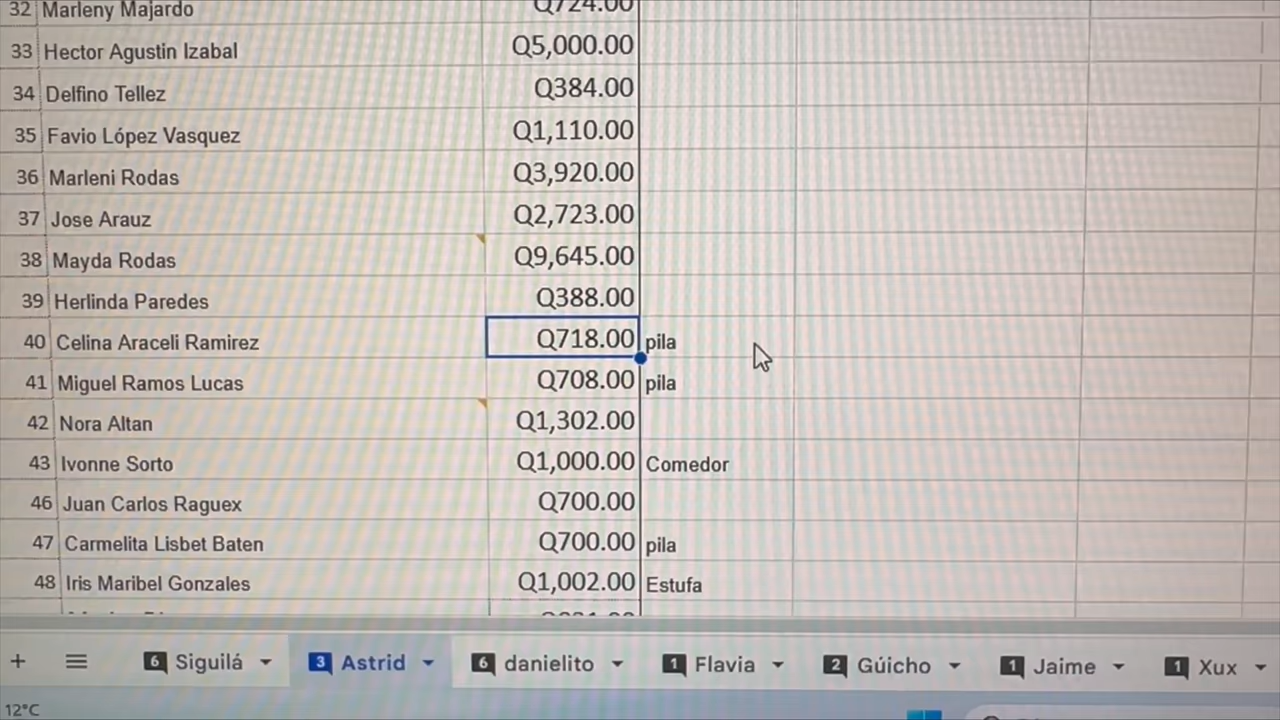 32 Marleny Majardo Q724.00
33 Hector Agustin Izabal Q5,000.00
34 Delfino Tellez Q384.00
35 Favio López Vasquez Q1,110.00
36 Marleni Rodas Q3,920.00
37 Jose Arauz Q2,723.00
38 Mayda Rodas Q9,645.00
39 Herlinda Paredes Q388.00
40 Celina Araceli Ramirez Q718.00 pila
41 Miguel Ramos Lucas Q708.00 pila
42 Nora Altan Q1,302.00
43 Ivonne Sorto Q1,000.00 Comedor
46 Juan Carlos Raguex Q700.00
47 Carmelita Lisbet Baten Q700.00 pila
48 Iris Maribel Gonzales Q1,002.00 Estufa
+ 6 Siguilá 3 Astrid 6 danielito 1 Flavia 2 Gúicho 1 Jaime 1 Xux
12°C